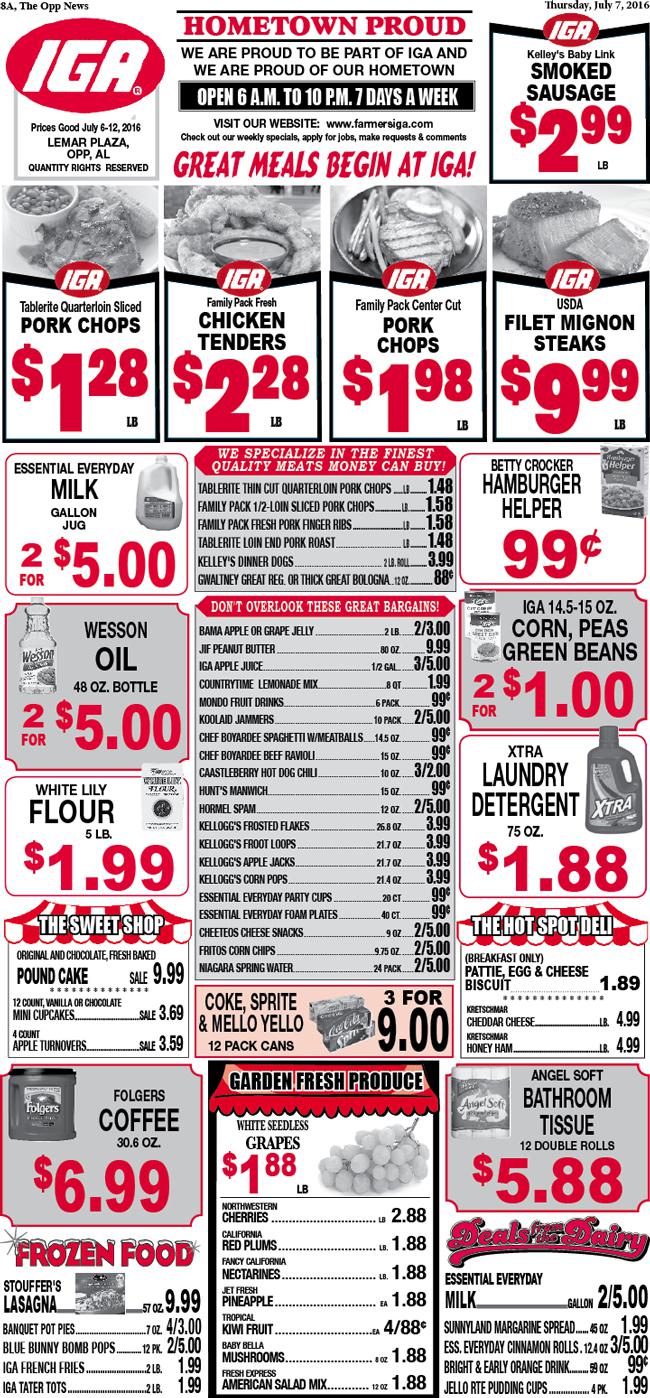 8A, The Opp News
Thursday, July 7, 2016
IGA®
Prices Good July 6-12, 2016
LEMAR PLAZA,
OPP, AL
QUANTITY RIGHTS RESERVED
HOMETOWN PROUD
WE ARE PROUD TO BE PART OF IGA AND
WE ARE PROUD OF OUR HOMETOWN
OPEN 6 A.M. TO 10 P.M. 7 DAYS A WEEK
VISIT OUR WEBSITE: www.farmersiga.com
Check out our weekly specials, apply for jobs, make requests & comments
GREAT MEALS BEGIN AT IGA!
IGA
Kelley's Baby Link
SMOKED
SAUSAGE
$2.99
LB
IGA
Tablerite Quarterloin Sliced
PORK CHOPS
$1.28
LB
IGA
Family Pack Fresh
CHICKEN
TENDERS
$2.28
LB
IGA
Family Pack Center Cut
PORK
CHOPS
$1.98
LB
IGA
USDA
FILET MIGNON
STEAKS
$9.99
LB
ESSENTIAL EVERYDAY
MILK
GALLON
JUG
2 FOR $5.00
WESSON
OIL
48 OZ. BOTTLE
2 FOR $5.00
WHITE LILY
FLOUR
5 LB.
$1.99
WE SPECIALIZE IN THE FINEST
QUALITY MEATS MONEY CAN BUY!
TABLERITE THIN CUT QUARTERLOIN PORK CHOPS ....LB ...... 1.48
FAMILY PACK 1/2-LOIN SLICED PORK CHOPS..........LB ...... 1.58
FAMILY PACK FRESH PORK FINGER RIBS..........LB ...... 1.58
TABLERITE LOIN END PORK ROAST..........LB ...... 1.48
KELLEY'S DINNER DOGS..........2 LB. ROLL...... 3.99
GWALTNEY GREAT REG. OR THICK GREAT BOLOGNA..12 OZ....... 88¢
DON'T OVERLOOK THESE GREAT BARGAINS!
BAMA APPLE OR GRAPE JELLY..........2 LB....... 2/3.00
JIF PEANUT BUTTER..........80 OZ....... 9.99
IGA APPLE JUICE..........1/2 GAL....... 3/5.00
COUNTRYTIME LEMONADE MIX..........8 QT....... 1.99
MONDO FRUIT DRINKS..........6 PACK...... 99¢
KOOLAID JAMMERS..........10 PACK...... 2/5.00
CHEF BOYARDEE SPAGHETTI W/MEATBALLS....14.5 OZ....... 99¢
CHEF BOYARDEE BEEF RAVIOLI..........15 OZ....... 99¢
CAASTLEBERRY HOT DOG CHILI..........10 OZ....... 3/2.00
HUNT'S MANWICH..........15 OZ....... 99¢
HORMEL SPAM..........12 OZ....... 2/5.00
KELLOGG'S FROSTED FLAKES..........26.8 OZ....... 3.99
KELLOGG'S FROOT LOOPS..........21.7 OZ....... 3.99
KELLOGG'S APPLE JACKS..........21.7 OZ....... 3.99
KELLOGG'S CORN POPS..........21.4 OZ....... 3.99
ESSENTIAL EVERYDAY PARTY CUPS..........20 CT....... 99¢
ESSENTIAL EVERYDAY FOAM PLATES..........40 CT....... 99¢
CHEETEOS CHEESE SNACKS..........9 OZ....... 2/5.00
FRITOS CORN CHIPS..........9.75 OZ....... 2/5.00
NIAGARA SPRING WATER..........24 PACK...... 2/5.00
BETTY CROCKER
HAMBURGER
HELPER
99¢
IGA 14.5-15 OZ.
CORN, PEAS
GREEN BEANS
2 FOR $1.00
XTRA
LAUNDRY
DETERGENT
75 OZ.
XTRA
$1.88
THE SWEET SHOP
ORIGINAL AND CHOCOLATE, FRESH BAKED
POUND CAKE SALE 9.99
12 COUNT, VANILLA OR CHOCOLATE
MINI CUPCAKES..........SALE 3.69
4 COUNT
APPLE TURNOVERS..........SALE 3.59
COKE, SPRITE
& MELLO YELLO
12 PACK CANS
3 FOR
9.00
THE HOT SPOT DELI
(BREAKFAST ONLY)
PATTIE, EGG & CHEESE
BISCUIT .......... 1.89
KRETSCHMAR
CHEDDAR CHEESE..........LB. 4.99
KRETSCHMAR
HONEY HAM..........LB. 4.99
Folgers
FOLGERS
COFFEE
30.6 OZ.
$6.99
GARDEN FRESH PRODUCE
WHITE SEEDLESS
GRAPES
$1.88
LB
NORTHWESTERN
CHERRIES .......... LB 2.88
CALIFORNIA
RED PLUMS .......... LB. 1.88
FANCY CALIFORNIA
NECTARINES .......... LB. 1.88
JET FRESH
PINEAPPLE .......... EA 1.88
TROPICAL
KIWI FRUIT ..........EA 4/88¢
BABY BELLA
MUSHROOMS .......... 8 OZ 1.88
FRESH EXPRESS
AMERICAN SALAD MIX .......... 12 OZ 1.88
Angel Soft
ANGEL SOFT
BATHROOM
TISSUE
12 DOUBLE ROLLS
$5.88
FROZEN FOOD
STOUFFER'S
LASAGNA..........57 OZ. 9.99
BANQUET POT PIES..........7 OZ. 4/3.00
BLUE BUNNY BOMB POPS..........12 PK. 2/5.00
IGA FRENCH FRIES..........2 LB. 1.99
IGA TATER TOTS..........2 LB. 1.99
Deals from the Dairy
ESSENTIAL EVERYDAY
MILK..........GALLON 2/5.00
SUNNYLAND MARGARINE SPREAD.....45 OZ 1.99
ESS. EVERYDAY CINNAMON ROLLS . 12.4 OZ 3/5.00
BRIGHT & EARLY ORANGE DRINK......59 OZ 99¢
JELLO RTE PUDDING CUPS ..........4 PK. 1.99